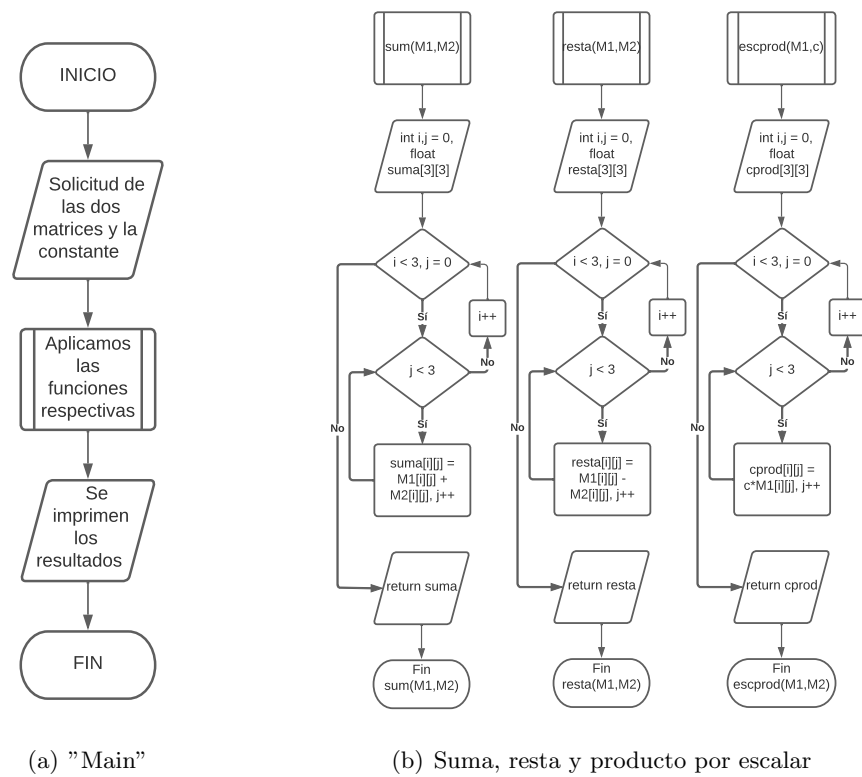 INICIO
Solicitud de
las dos
matrices y la
constante
Aplicamos
las
funciones
respectivas
Se
imprimen
los
resultados
FIN
(a) ”Main”
sum(M1,M2)
int i,j = 0,
float
suma[3][3]
i < 3, j = 0
Sí
i++
j < 3
No
Sí
No
suma[i][j] =
M1[i][j] +
M2[i][j], j++
return suma
Fin
sum(M1,M2)
resta(M1,M2)
int i,j = 0,
float
resta[3][3]
i < 3, j = 0
Sí
i++
j < 3
No
Sí
No
resta[i][j] =
M1[i][j] -
M2[i][j], j++
return resta
Fin
resta(M1,M2)
escprod(M1,c)
int i,j = 0,
float
cprod[3][3]
i < 3, j = 0
Sí
i++
j < 3
No
Sí
No
cprod[i][j] =
c*M1[i][j], j++
return cprod
Fin
escprod(M1,M2)
(b) Suma, resta y producto por escalar